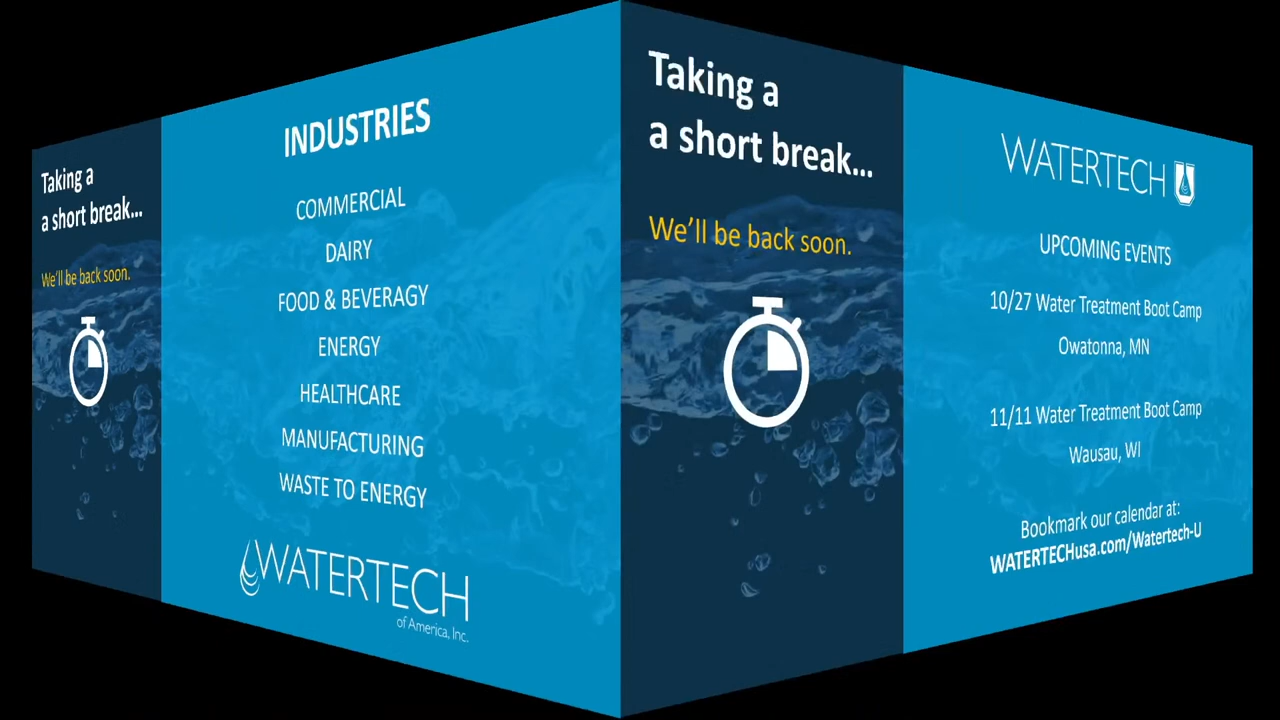 Taking a
a short break...
We'll be back soon.
INDUSTRIES
COMMERCIAL
DAIRY
FOOD & BEVERAGY
ENERGY
HEALTHCARE
MANUFACTURING
WASTE TO ENERGY
WATERTECH
of America, Inc.
Taking a
a short break...
We'll be back soon.
WATERTECH U
UPCOMING EVENTS
10/27 Water Treatment Boot Camp
Owatonna, MN
11/11 Water Treatment Boot Camp
Wausau, WI
Bookmark our calendar at:
WATERTECHusa.com/Watertech-U